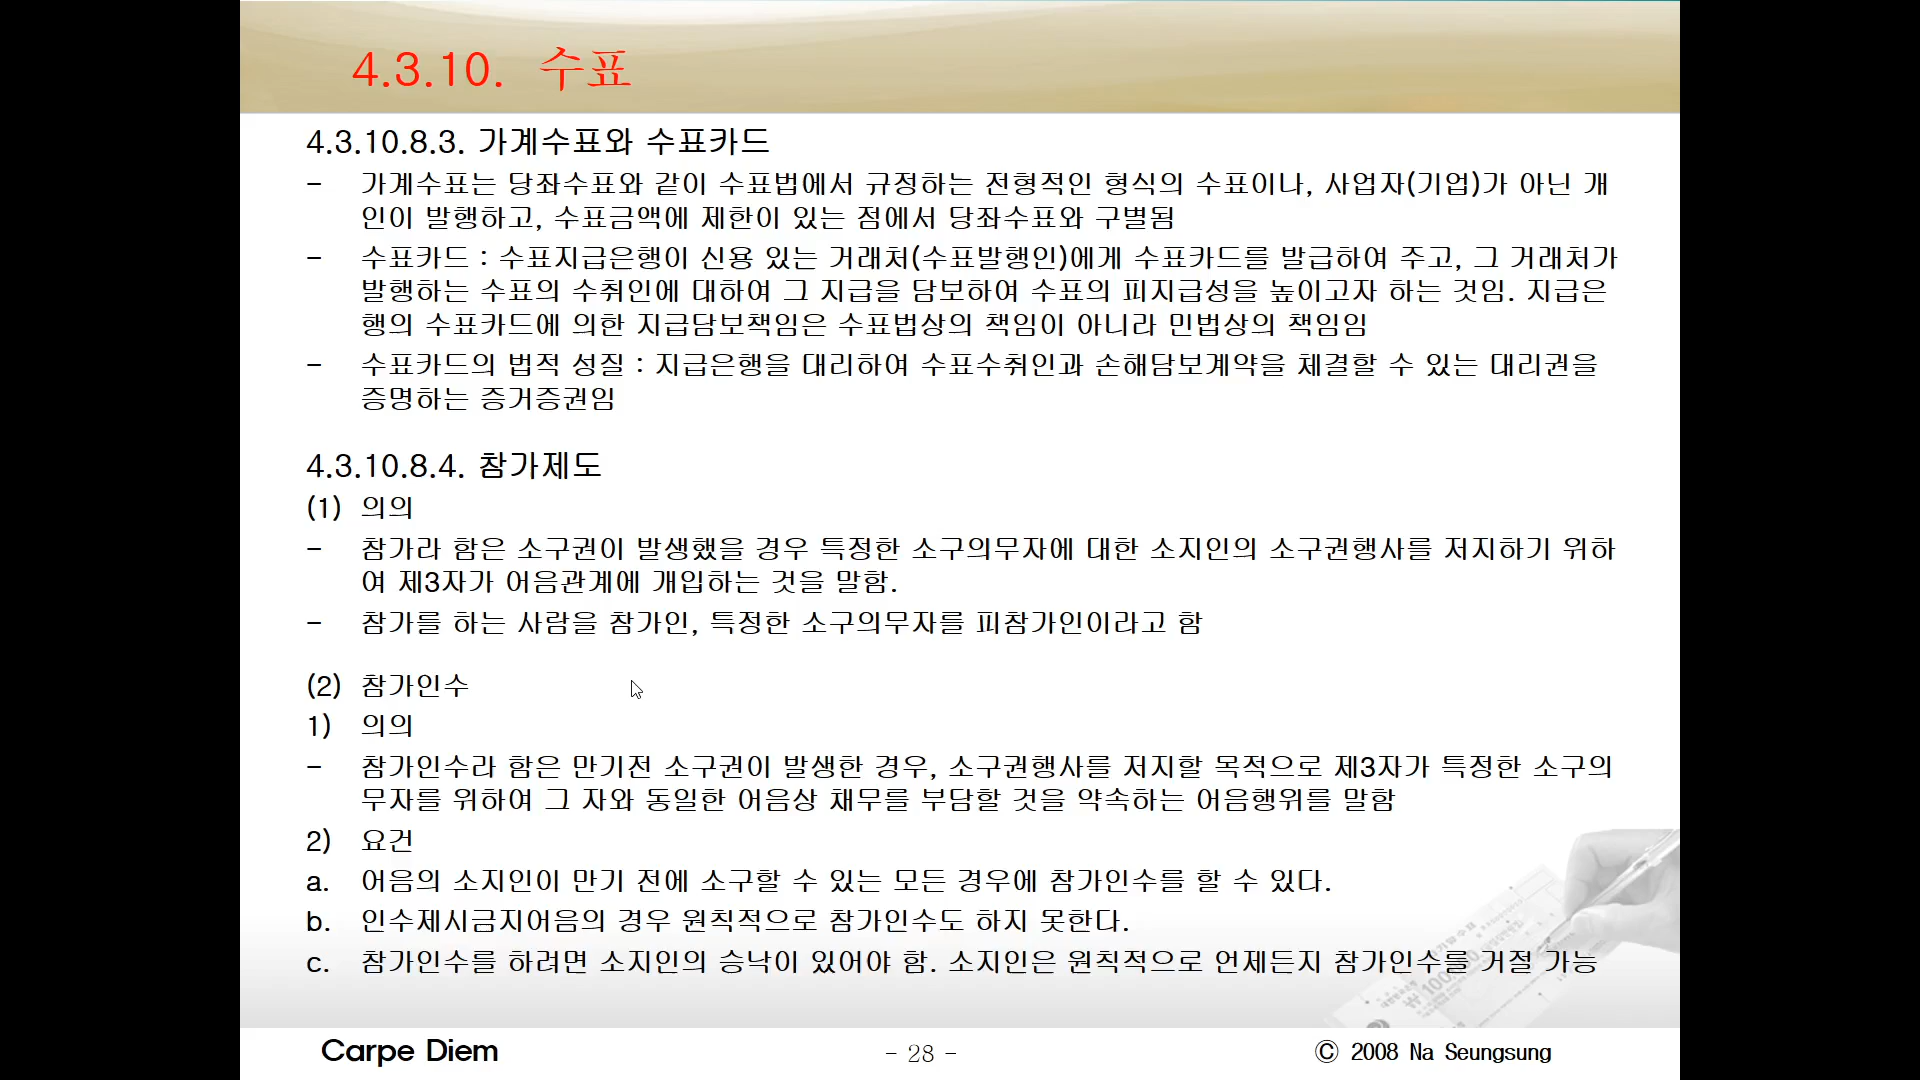 4.3.10. 수표
4.3.10.8.3. 가계수표와 수표카드
- 가계수표는 당좌수표와 같이 수표법에서 규정하는 전형적인 형식의 수표이나, 사업자(기업)가 아닌 개
인이 발행하고, 수표금액에 제한이 있는 점에서 당좌수표와 구별됨
- 수표카드 : 수표지급은행이 신용 있는 거래처(수표발행인)에게 수표카드를 발급하여 주고, 그 거래처가
발행하는 수표의 수취인에 대하여 그 지급을 담보하여 수표의 피지급성을 높이고자 하는 것임. 지급은
행의 수표카드에 의한 지급담보책임은 수표법상의 책임이 아니라 민법상의 책임임
- 수표카드의 법적 성질 : 지급은행을 대리하여 수표수취인과 손해담보계약을 체결할 수 있는 대리권을
증명하는 증거증권임
4.3.10.8.4. 참가제도
(1) 의의
- 참가라 함은 소구권이 발생했을 경우 특정한 소구의무자에 대한 소지인의 소구권행사를 저지하기 위하
여 제3자가 어음관계에 개입하는 것을 말함.
- 참가를 하는 사람을 참가인, 특정한 소구의무자를 피참가인이라고 함
(2) 참가인수
1) 의의
- 참가인수라 함은 만기전 소구권이 발생한 경우, 소구권행사를 저지할 목적으로 제3자가 특정한 소구의
무자를 위하여 그 자와 동일한 어음상 채무를 부담할 것을 약속하는 어음행위를 말함
2) 요건
a. 어음의 소지인이 만기 전에 소구할 수 있는 모든 경우에 참가인수를 할 수 있다.
b. 인수제시금지어음의 경우 원칙적으로 참가인수도 하지 못한다.
c. 참가인수를 하려면 소지인의 승낙이 있어야 함. 소지인은 원칙적으로 언제든지 참가인수를 거절 가능
Carpe Diem
- 28 -
© 2008 Na Seungsung